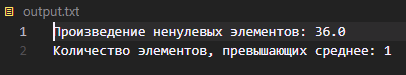 output.txt
1 Произведение ненулевых элементов: 36.0
2 Количество элементов, превышающих среднее: 1